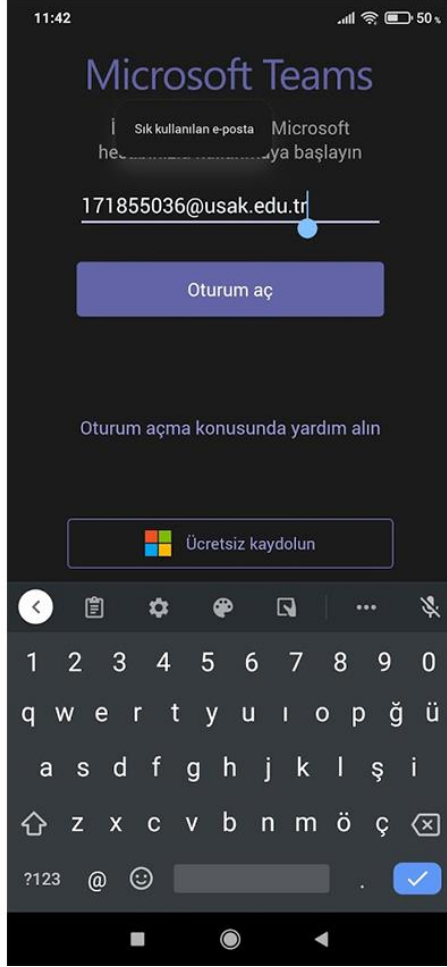 11:42
50
Microsoft Teams
Sık kullanılan e-posta
Microsoft
başlayın
171855036@usak.edu.tr
Oturum aç
Oturum açma konusunda yardım alın
Ücretsiz kaydolun
1 2 3 4 5 6 7 8 9 0
q w e r t y u ı o p ğ ü
a s d f g h j k l ş i
z x c v b n m ö ç
?123 @ .